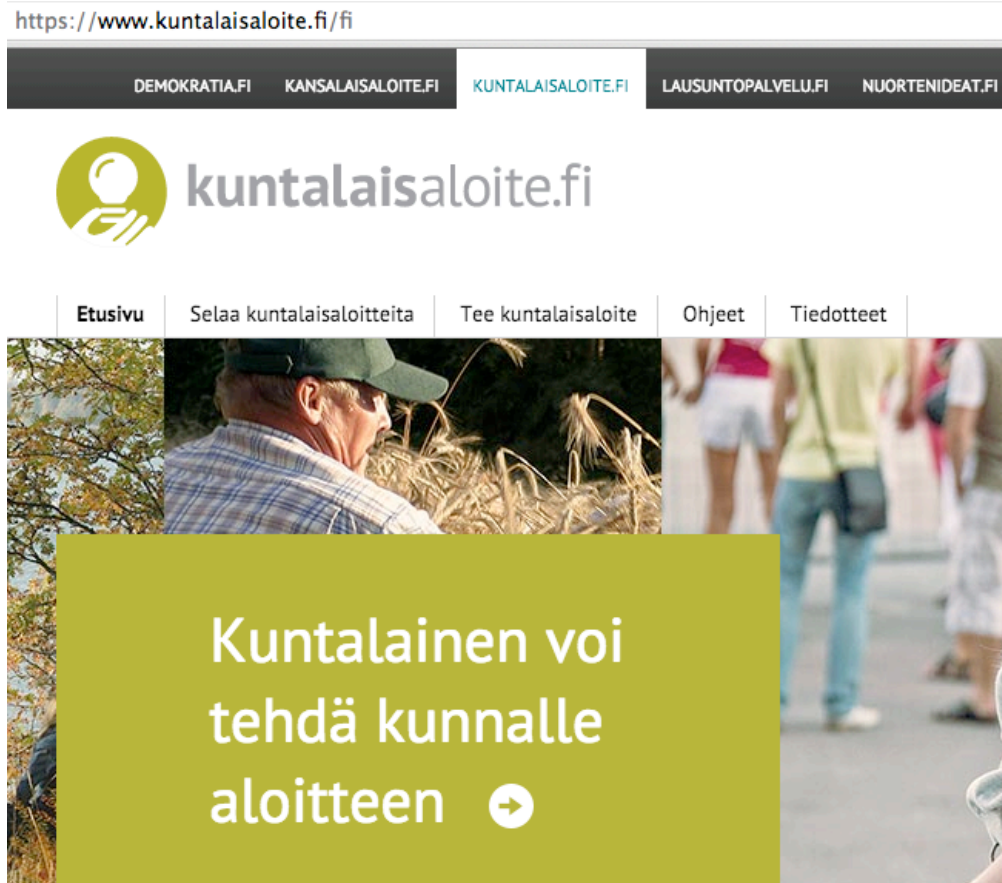 https://www.kuntalaisaloite.fi/fi
DEMOKRATIA.FI KANSALAISALOITE.FI KUNTALAISALOITE.FI LAUSUNTOPALVELU.FI NUORTENIDEAT.FI
kuntalaisaloite.fi
Etusivu Selaa kuntalaisaloitteita Tee kuntalaisaloite Ohjeet Tiedotteet
Kuntalainen voi
tehdä kunnalle
aloitteen